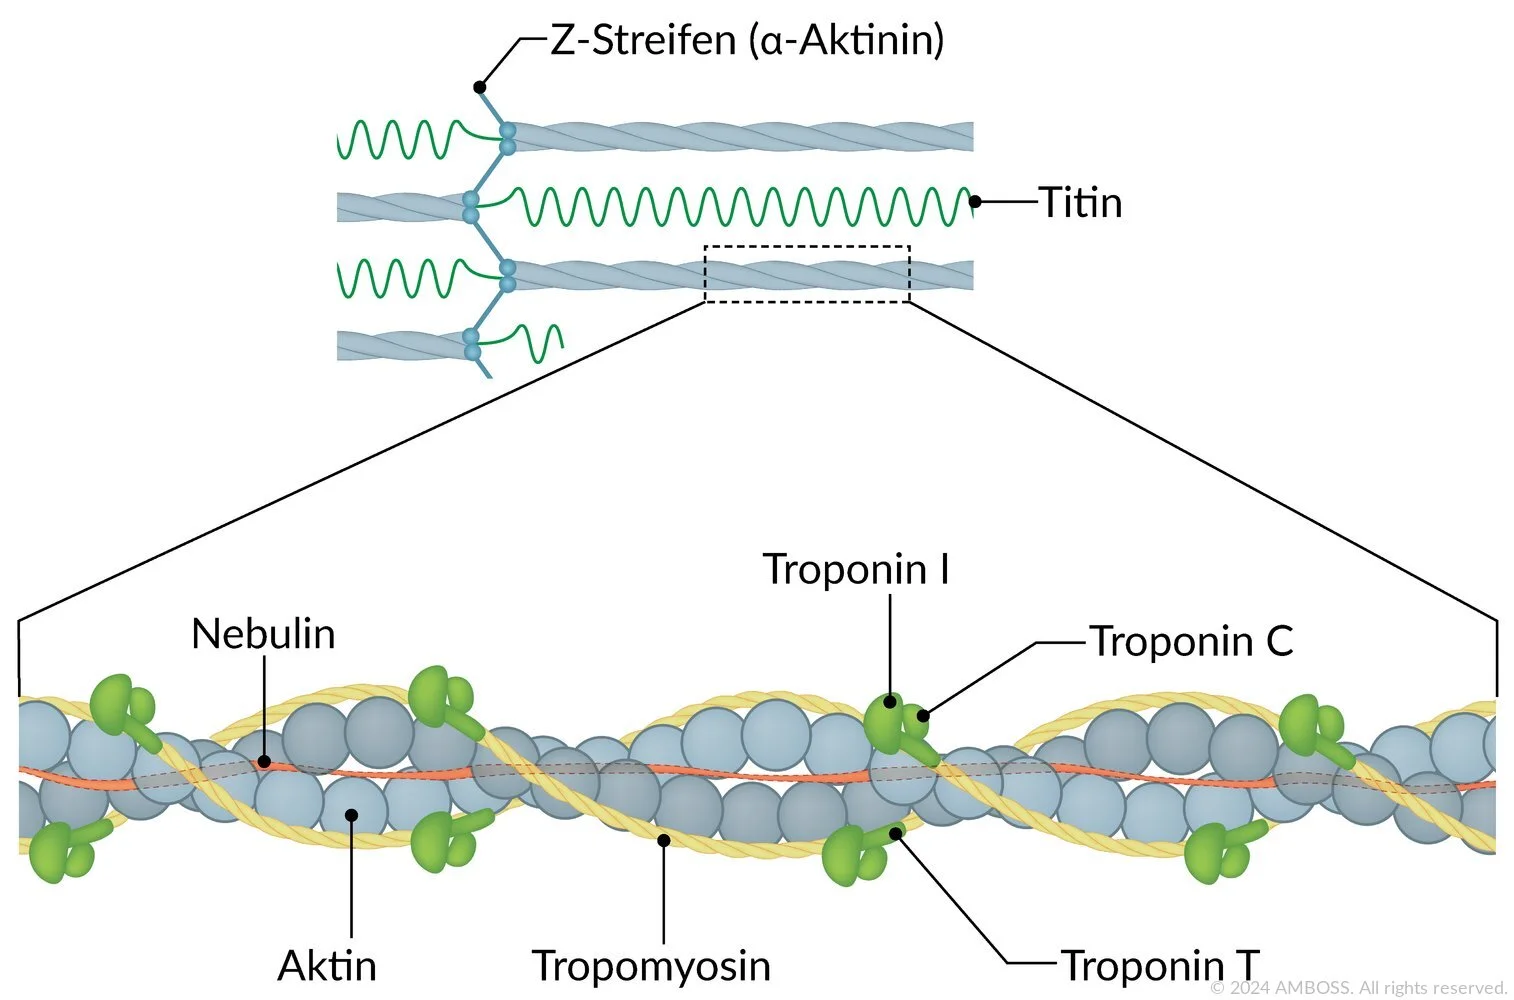 Z-Streifen (α-Aktinin)
Titin
Troponin I
Nebulin
Troponin C
Aktin
Tropomyosin
Troponin T
© 2024 AMBOSS. All rights reserved.